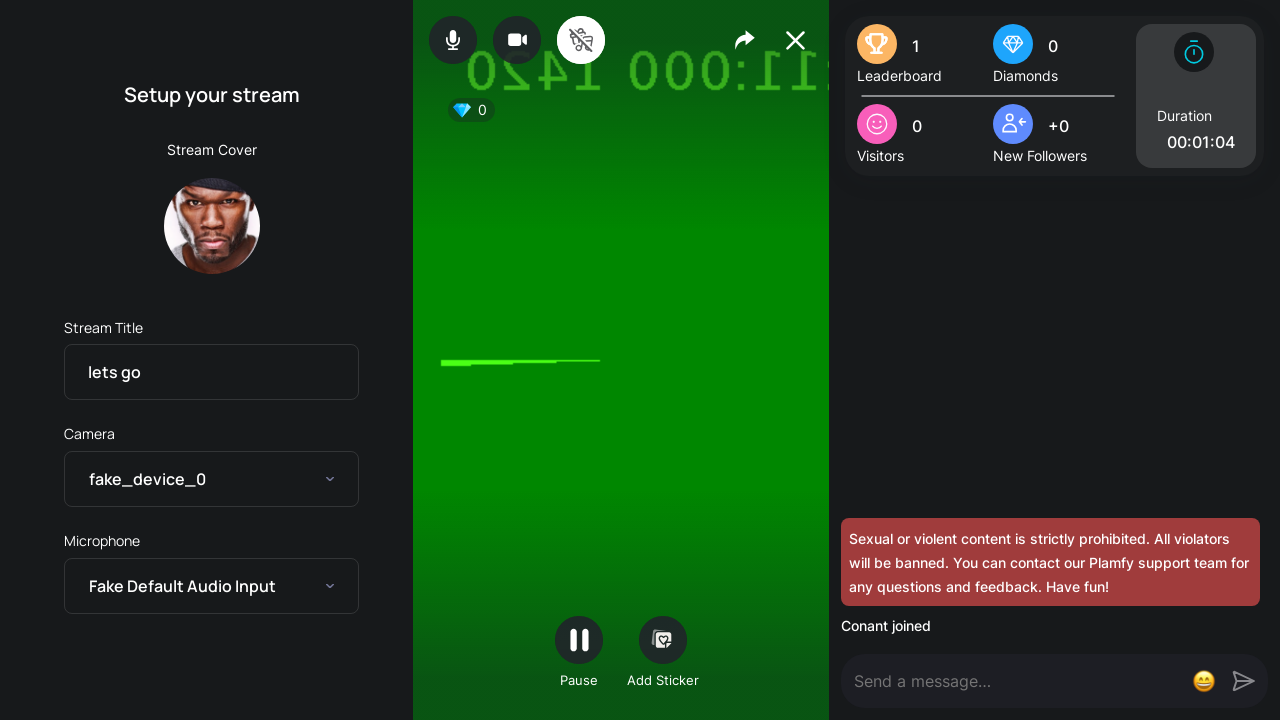 Setup your stream
Stream Cover
Stream Title
lets go
Camera
fake_device_0
Microphone
Fake Default Audio Input
:11:000 1420
0
Pause
Add Sticker
1
Leaderboard
0
Diamonds
0
Visitors
+0
New Followers
Duration
00:01:04
Sexual or violent content is strictly prohibited. All violators
will be banned. You can contact our Plamfy support team for
any questions and feedback. Have fun!
Conant joined
Send a message...